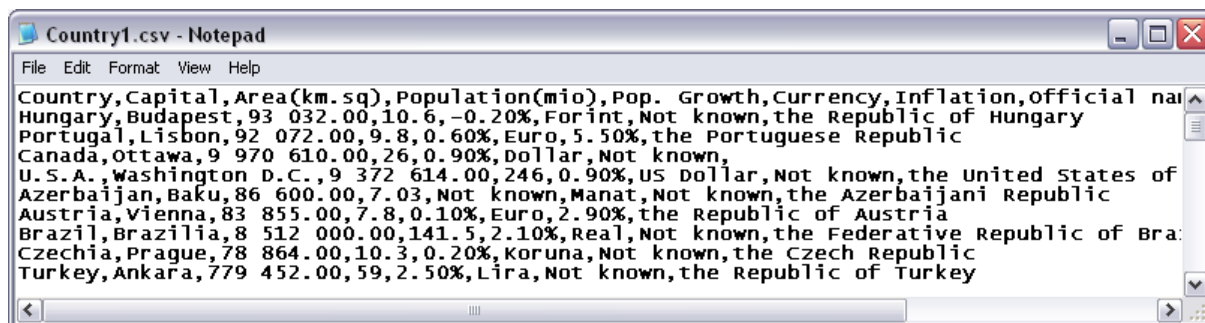 Country1.csv - Notepad
File Edit Format View Help
Country,Capital,Area(km.sq),Population(mio),Pop. Growth,Currency,Inflation,Official
Hungary,Budapest,93 032.00,10.6,-0.20%,Forint,Not known,the Republic of Hungary
Portugal,Lisbon,92 072.00,9.8,0.60%,Euro,5.50%,the Portuguese Republic
Canada,Ottawa,9 970 610.00,26,0.90%,Dollar,Not known,
U.S.A.,Washington D.C.,9 372 614.00,246,0.90%,US Dollar,Not known,the United States of
Azerbaijan,Baku,86 600.00,7.03,Not known,Manat,Not known,the Azerbaijani Republic
Austria,Vienna,83 855.00,7.8,0.10%,Euro,2.90%,the Republic of Austria
Brazil,Brazilia,8 512 000.00,141.5,2.10%,Real,Not known,the Federative Republic of
Czechia,Prague,78 864.00,10.3,0.20%,Koruna,Not known,the Czech Republic
Turkey,Ankara,779 452.00,59,2.50%,Lira,Not known,the Republic of Turkey